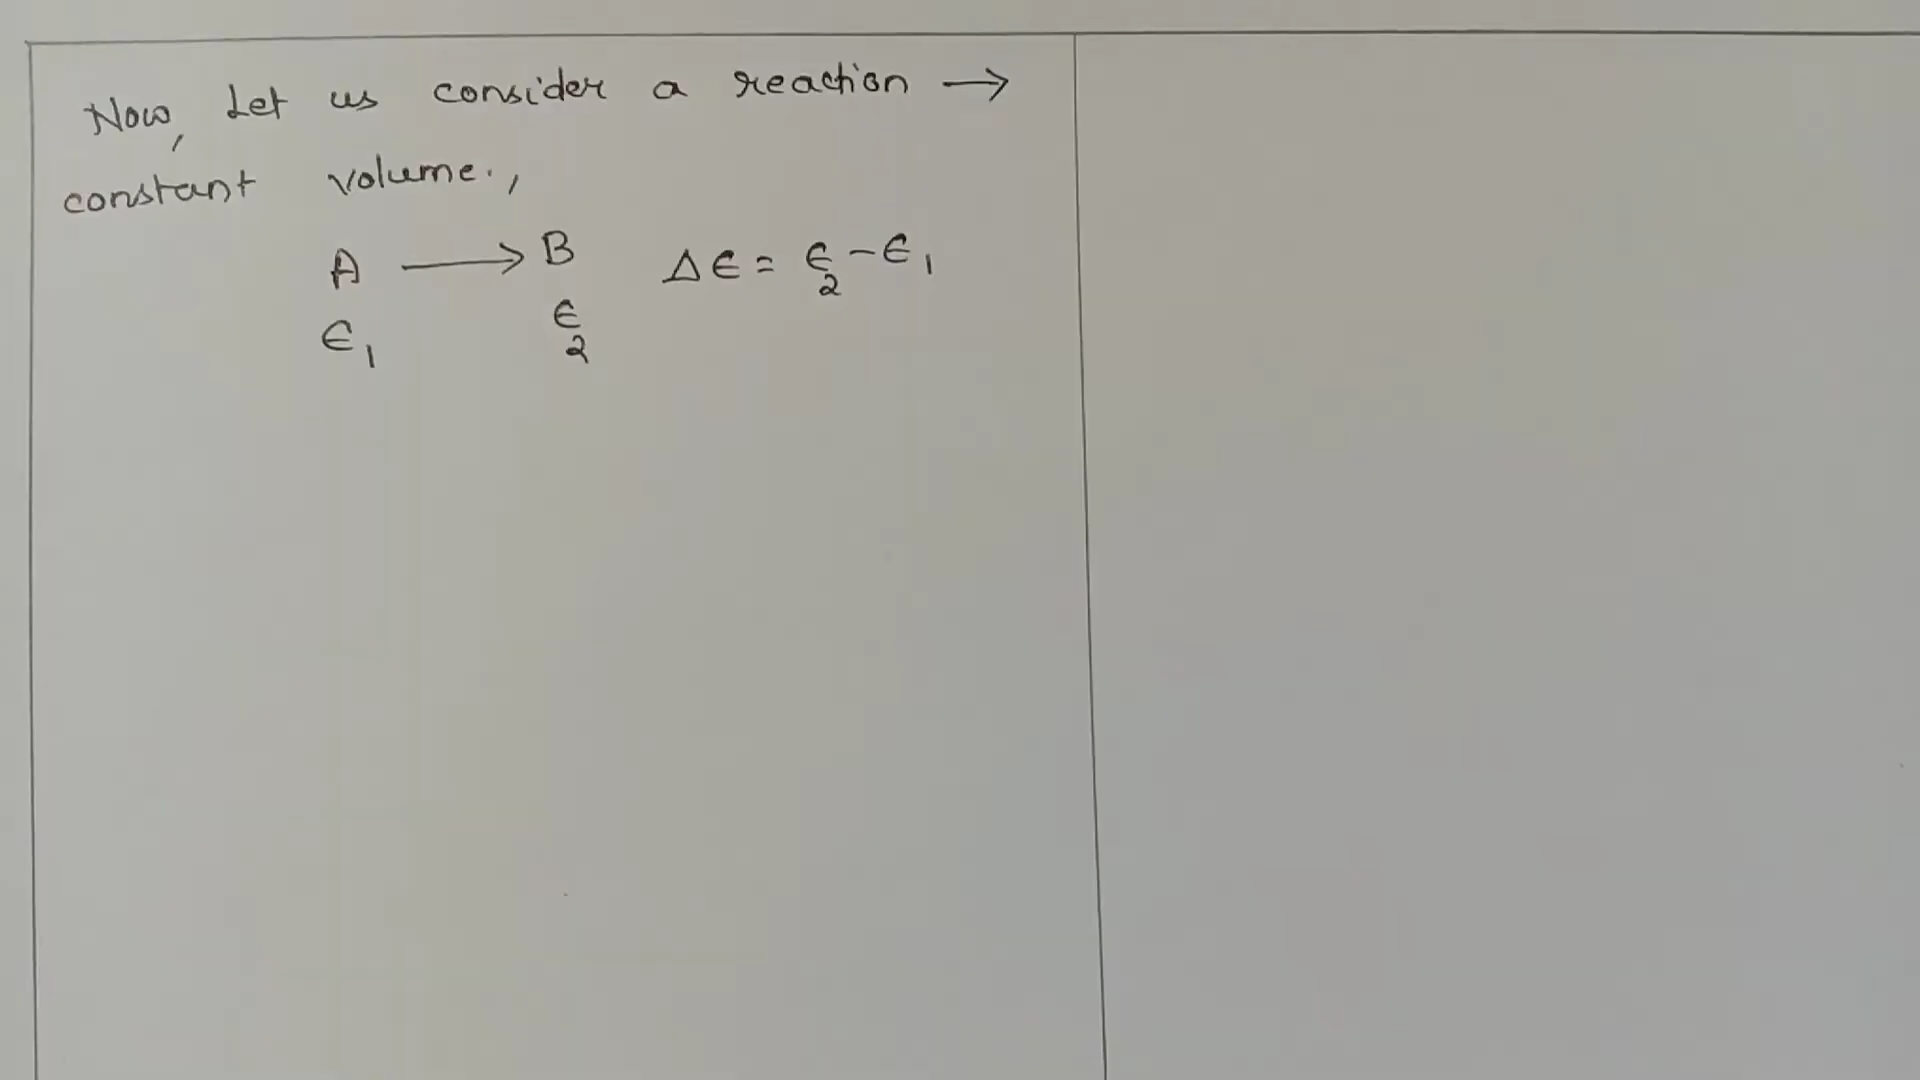 Now, Let us consider a reaction →
constant volume.,
A ⟶ B ΔE = E₂ - E₁
E₁ E₂